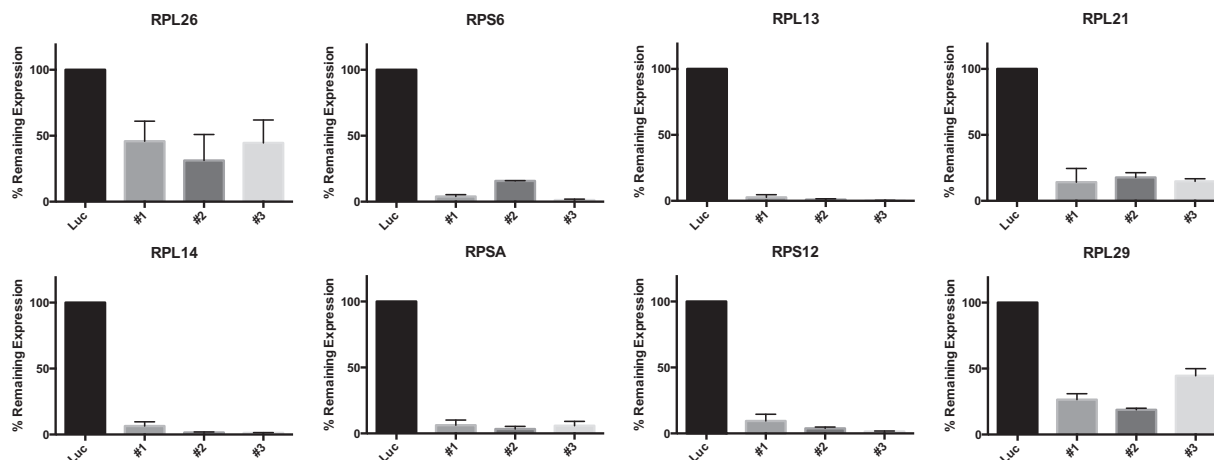 RPL26
% Remaining Expression
100
50
0
Luc
#1
#2
#3
RPS6
% Remaining Expression
100
50
0
Luc
#1
#2
#3
RPL13
% Remaining Expression
100
50
0
Luc
#1
#2
#3
RPL21
% Remaining Expression
100
50
0
Luc
#1
#2
#3
RPL14
% Remaining Expression
100
50
0
Luc
#1
#2
#3
RPSA
% Remaining Expression
100
50
0
Luc
#1
#2
#3
RPS12
% Remaining Expression
100
50
0
Luc
#1
#2
#3
RPL29
% Remaining Expression
100
50
0
Luc
#1
#2
#3